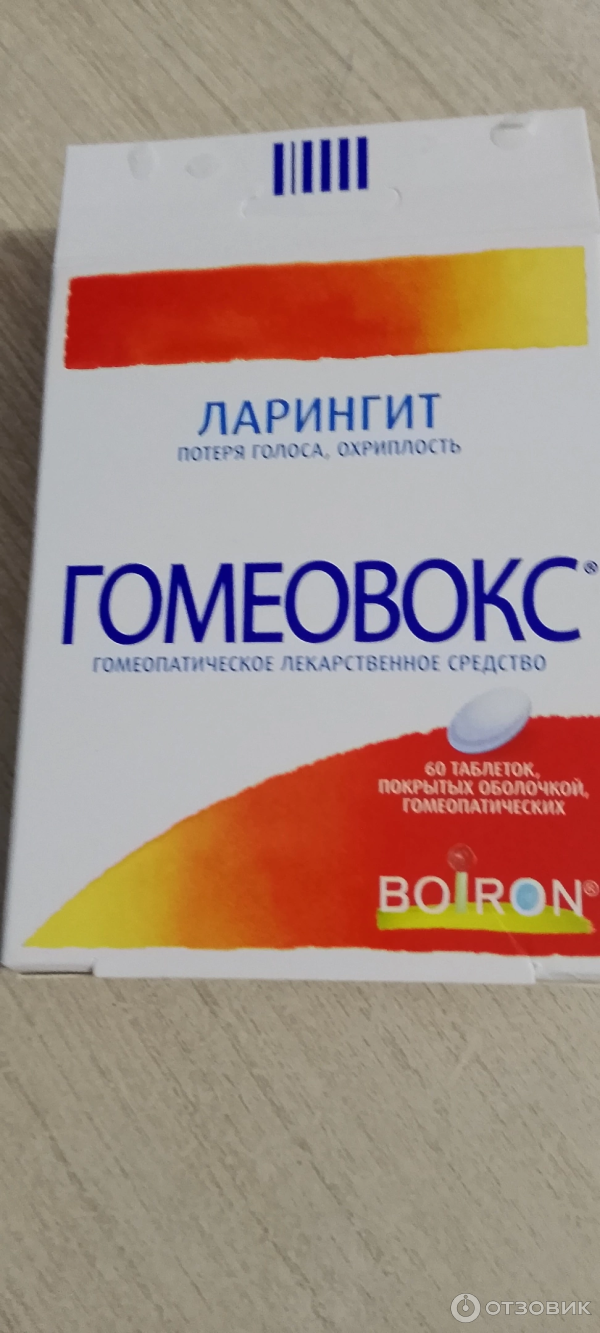 ЛАРИНГИТ
ПОТЕРЯ ГОЛОСА, ОХРИПЛОСТЬ
ГОМЕОВОКС®
ГОМЕОПАТИЧЕСКОЕ ЛЕКАРСТВЕННОЕ СРЕДСТВО
60 ТАБЛЕТОК,
ПОКРЫТЫХ ОБОЛОЧКОЙ,
ГОМЕОПАТИЧЕСКИХ
BOIRON®
ОТЗОВИК